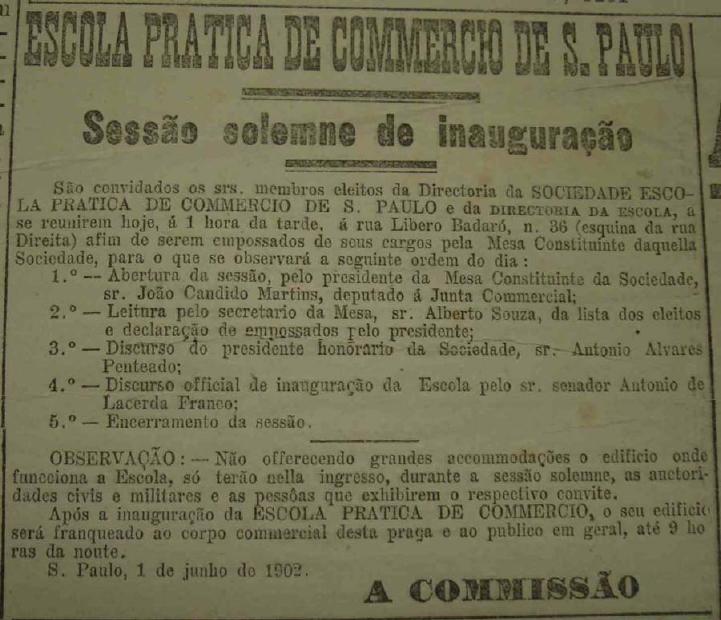 ESCOLA PRATICA DE COMMERCIO DE S. PAULO
Sessão solemne de inauguração
São convidados os srs. membros eleitos da Directoria da SOCIEDADE ESCO-
LA PRATICA DE COMMERCIO DE S. PAULO e da DIRECTORIA DA ESCOLA, a
se reunirem hoje, á 1 hora da tarde, á rua Libero Badaró, n. 36 (esquina da rua
Direita) afim de serem empossados de seus cargos pela Mesa Constituinte daquella
Sociedade, para o que se observará a seguinte ordem do dia:
1.º — Abertura da sessão, pelo presidente da Mesa Constituinte da Sociedade,
sr. João Candido Martins, deputado á Junta Commercial;
2.º — Leitura pelo secretario da Mesa, sr. Alberto Souza, da lista dos eleitos
e declaração de empossados pelo presidente;
3.º — Discurso do presidente honorario da Sociedade, sr. Antonio Alvares
Penteado;
4.º — Discurso official de inauguração da Escola pelo sr. senador Antonio de
Lacerda Franco;
5.º — Encerramento da sessão.
OBSERVAÇÃO: — Não offerecendo grandes accommodações o edificio onde
funcciona a Escola, só terão nella ingresso, durante a sessão solemne, as auctori-
dades civis e militares e as pessôas que exhibirem o respectivo convite.
Após a inauguração da ESCOLA PRATICA DE COMMERCIO, o seu edificio
será franqueado ao corpo commercial desta praça e ao publico em geral, até 9 ho
ras da noute.
S. Paulo, 1 de junho de 1902.
A COMMISSÃO